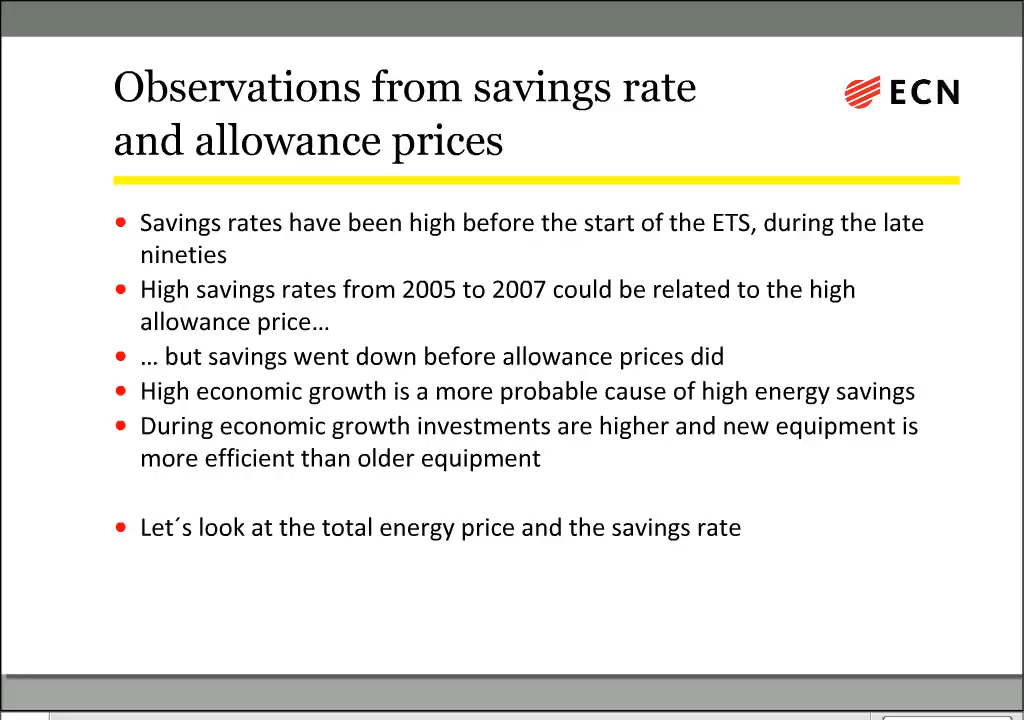 Observations from savings rate
and allowance prices
ECN
• Savings rates have been high before the start of the ETS, during the late
nineties
• High savings rates from 2005 to 2007 could be related to the high
allowance price…
• … but savings went down before allowance prices did
• High economic growth is a more probable cause of high energy savings
• During economic growth investments are higher and new equipment is
more efficient than older equipment
• Let´s look at the total energy price and the savings rate